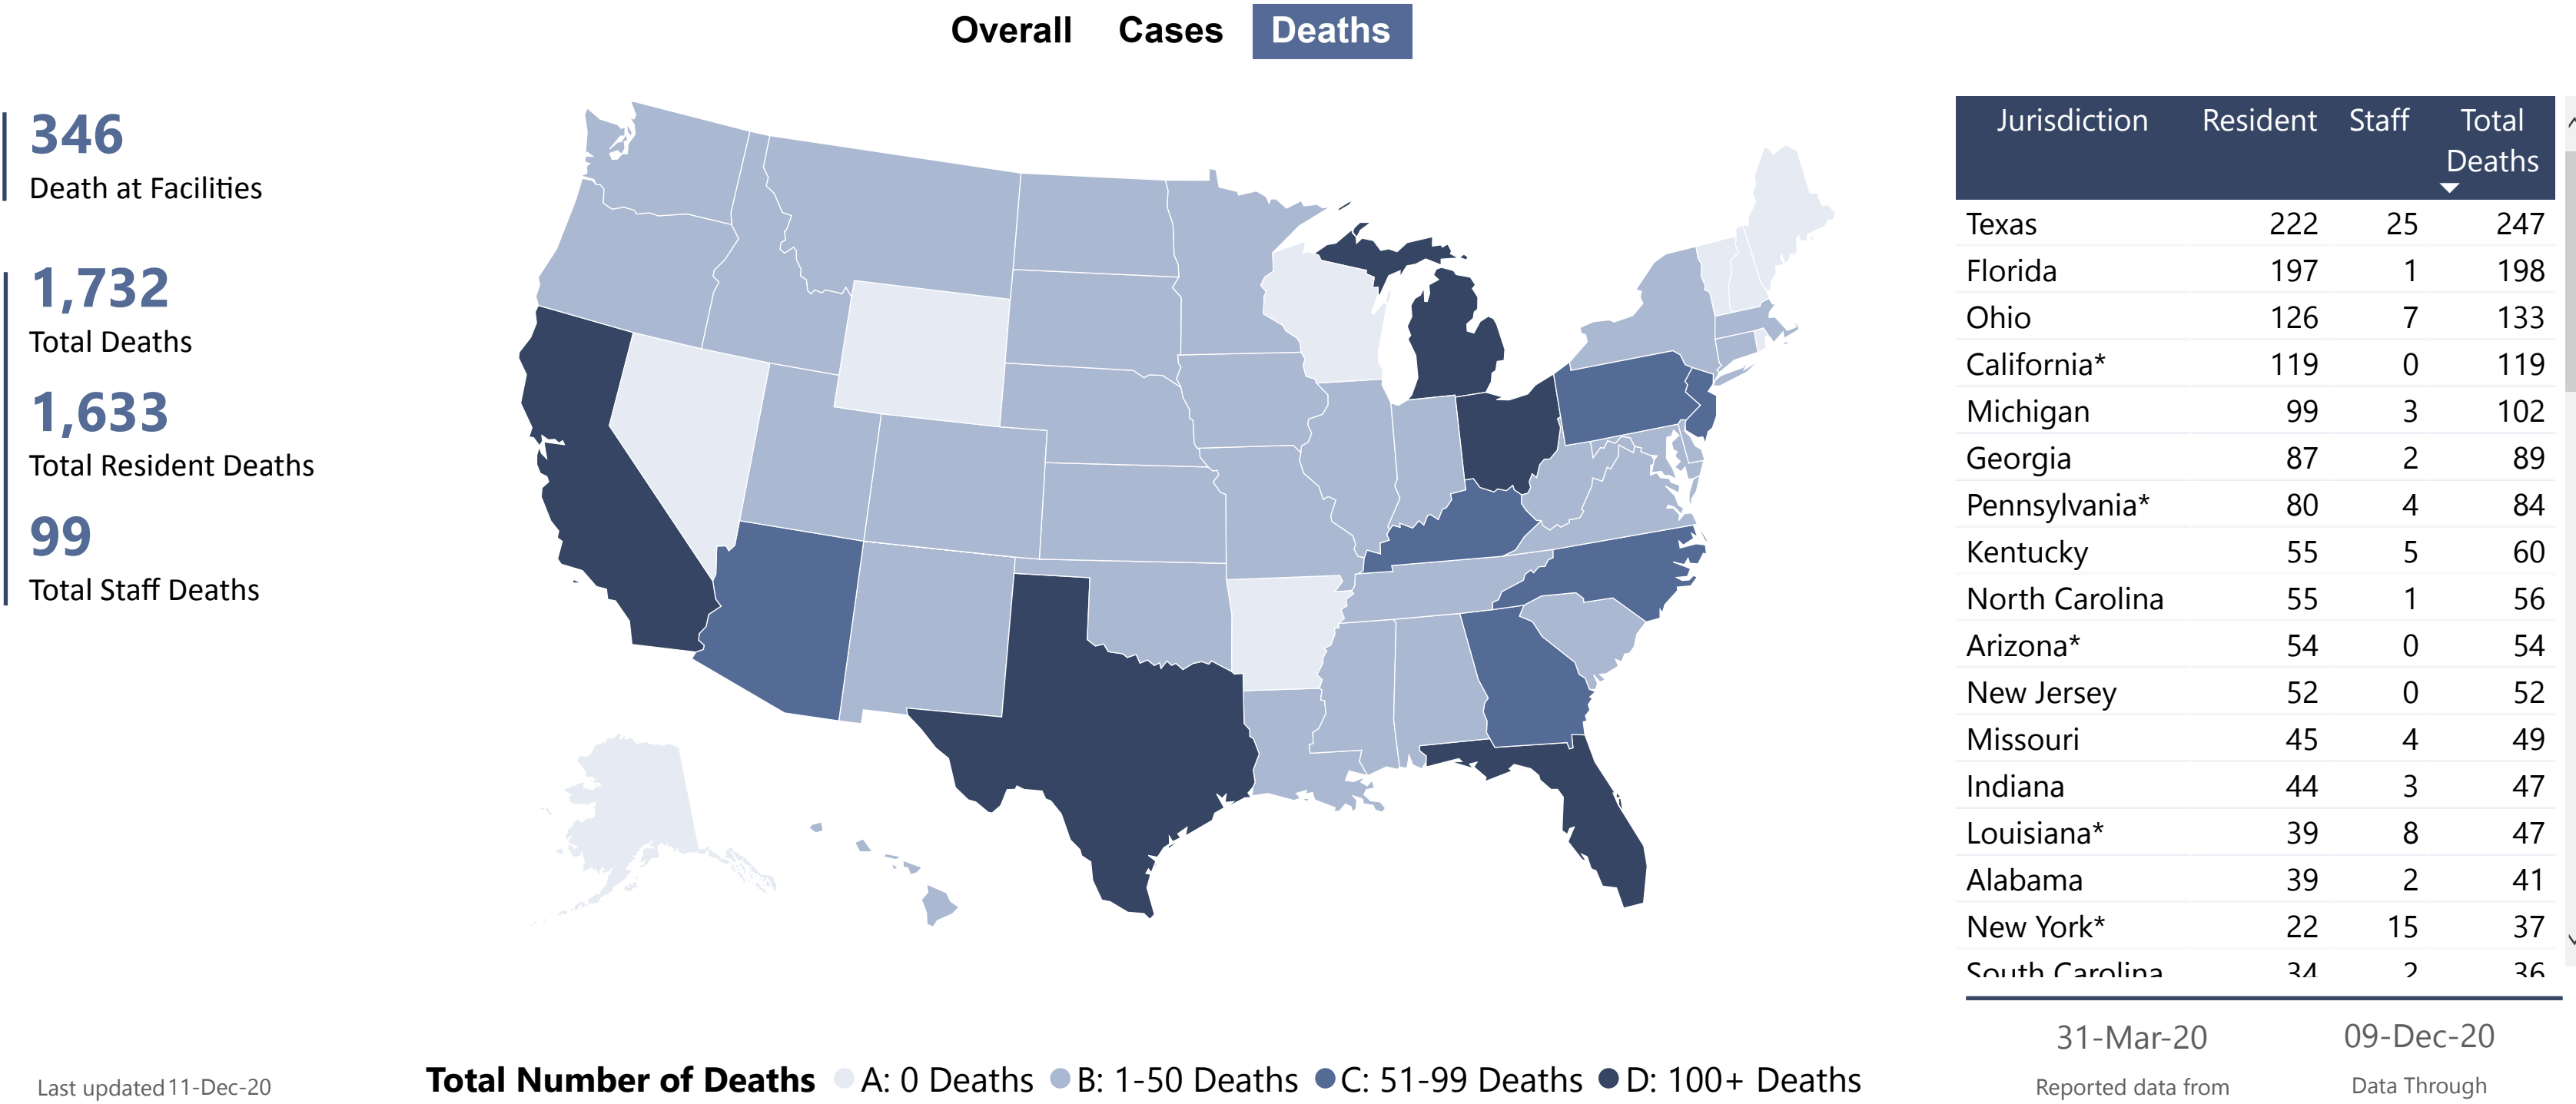 Overall Cases Deaths
346
Death at Facilities
1,732
Total Deaths
1,633
Total Resident Deaths
99
Total Staff Deaths
Jurisdiction Resident Staff Total Deaths
Texas 222 25 247
Florida 197 1 198
Ohio 126 7 133
California* 119 0 119
Michigan 99 3 102
Georgia 87 2 89
Pennsylvania* 80 4 84
Kentucky 55 5 60
North Carolina 55 1 56
Arizona* 54 0 54
New Jersey 52 0 52
Missouri 45 4 49
Indiana 44 3 47
Louisiana* 39 8 47
Alabama 39 2 41
New York* 22 15 37
South Carolina 34 2 36
31-Mar-20 09-Dec-20
Reported data from Data Through
Total Number of Deaths A: 0 Deaths B: 1-50 Deaths C: 51-99 Deaths D: 100+ Deaths
Last updated 11-Dec-20